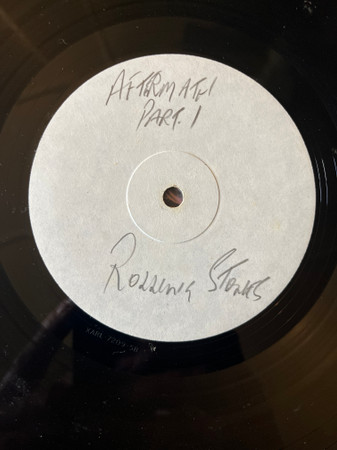 AFTERMATH
PART. 1
ROLLING STONES